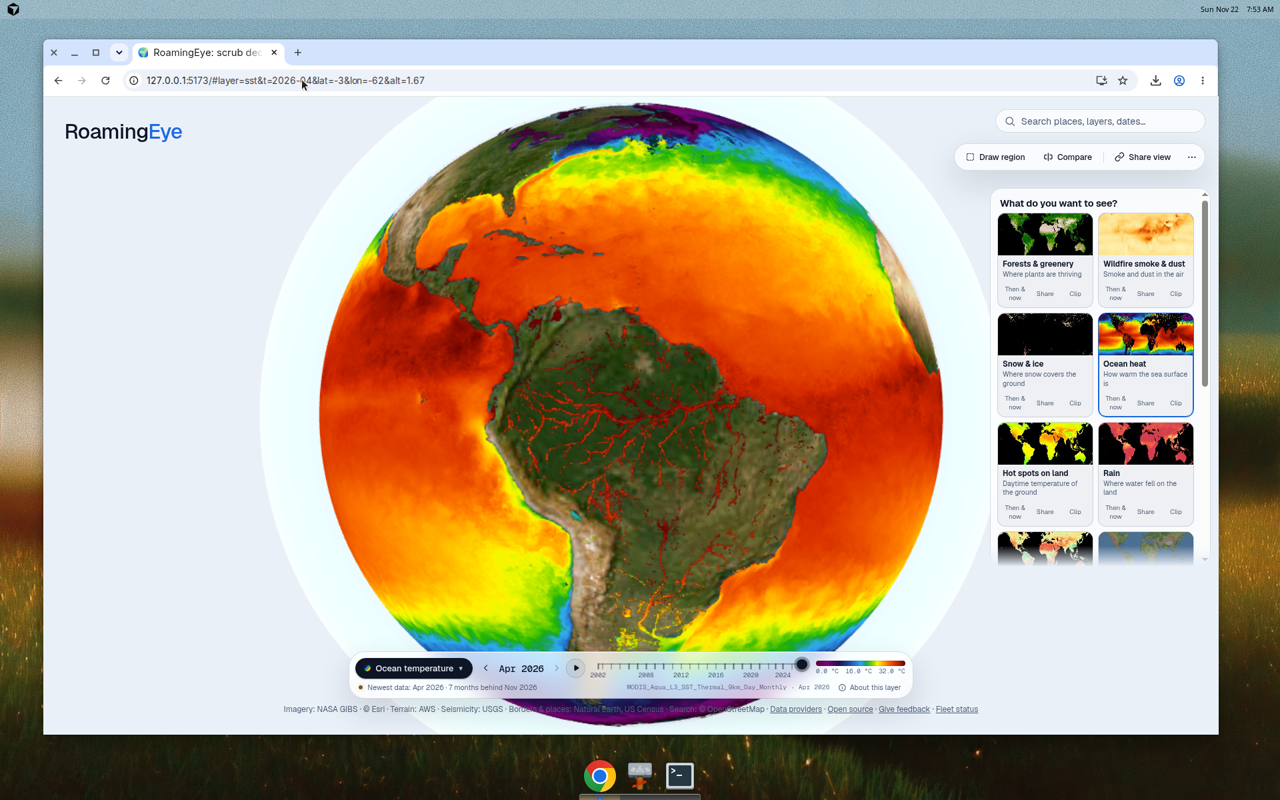 Sun Nov 22 7:53 AM
RoamingEye: scrub dec
127.0.0.1:5173/#layer=sst&t=2026-04&lat=-3&lon=-62&alt=1.67
RoamingEye
Search places, layers, dates...
Draw region
Compare
Share view
What do you want to see?
Forests & greenery
Where plants are thriving
Then & now
Share
Clip
Wildfire smoke & dust
Smoke and dust in the air
Then & now
Share
Clip
Snow & ice
Where snow covers the
ground
Then & now
Share
Clip
Ocean heat
How warm the sea surface
is
Then & now
Share
Clip
Hot spots on land
Daytime temperature of
the ground
Then & now
Share
Clip
Rain
Where water fell on the
land
Then & now
Share
Clip
Ocean temperature
Apr 2026
2002 2008 2012 2016 2020 2024
0.0 °C 16.0 °C 32.0 °C
Newest data: Apr 2026 · 7 months behind Nov 2026
MODIS_Aqua_L3_SST_Thermal_9km_Day_Monthly · Apr 2026
About this layer
Imagery: NASA GIBS · © Esri · Terrain: AWS · Seismicity: USGS · Borders & places: Natural Earth, US Census · Search: © OpenStreetMap · Data providers · Open source · Give feedback · Fleet status